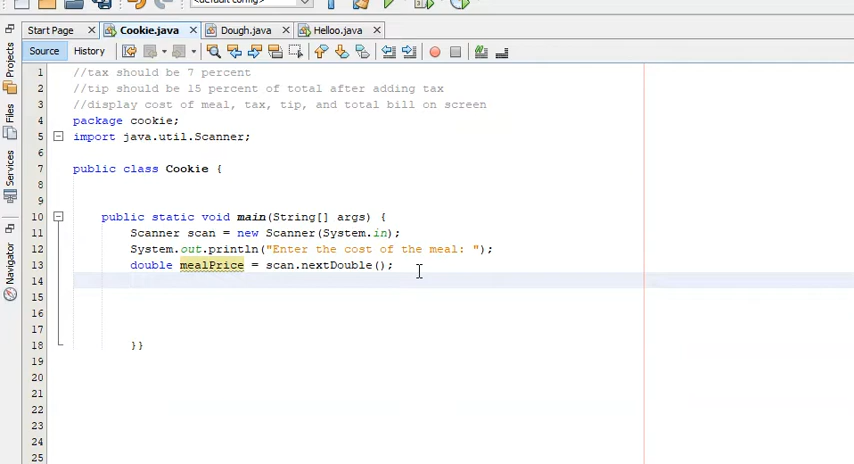 <default config>
Start Page
Cookie.java
Dough.java
Helloo.java
Source
History
Projects
Files
Services
Navigator
1 //tax should be 7 percent
2 //tip should be 15 percent of total after adding tax
3 //display cost of meal, tax, tip, and total bill on screen
4 package cookie;
5 import java.util.Scanner;
6
7 public class Cookie {
8
9
10 public static void main(String[] args) {
11 Scanner scan = new Scanner(System.in);
12 System.out.println("Enter the cost of the meal: ");
13 double mealPrice = scan.nextDouble();
14
15
16
17
18 }}
19
20
21
22
23
24
25